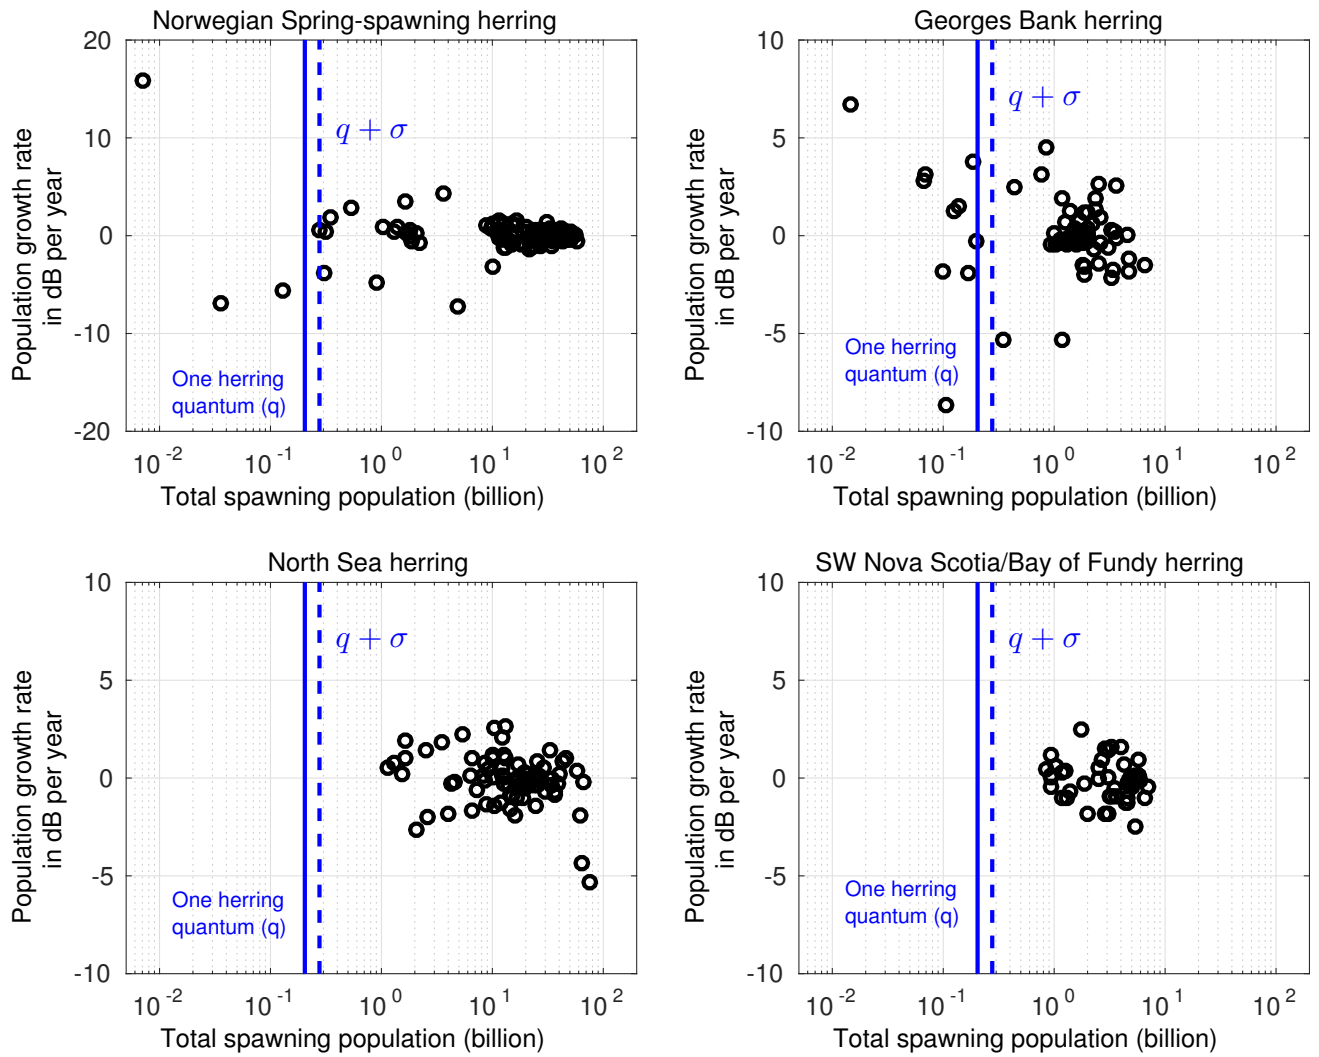 Norwegian Spring-spawning herring
20
10
0
-10
-20
Population growth rate
in dB per year
q + σ
One herring
quantum (q)
10^-2 10^-1 10^0 10^1 10^2
Total spawning population (billion)
Georges Bank herring
10
5
0
-5
-10
Population growth rate
in dB per year
q + σ
One herring
quantum (q)
10^-2 10^-1 10^0 10^1 10^2
Total spawning population (billion)
North Sea herring
10
5
0
-5
-10
Population growth rate
in dB per year
q + σ
One herring
quantum (q)
10^-2 10^-1 10^0 10^1 10^2
Total spawning population (billion)
SW Nova Scotia/Bay of Fundy herring
10
5
0
-5
-10
Population growth rate
in dB per year
q + σ
One herring
quantum (q)
10^-2 10^-1 10^0 10^1 10^2
Total spawning population (billion)